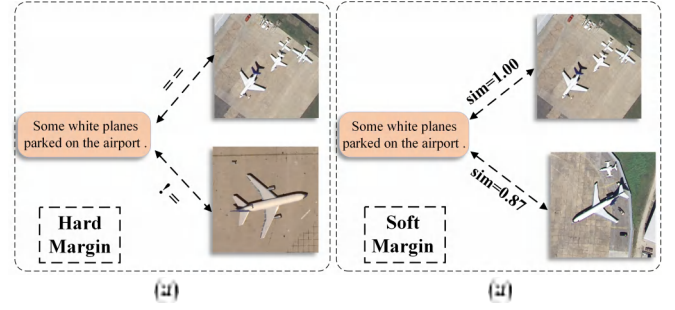 ==
Some white planes
parked on the airport .
!=
Hard
Margin
sim=1.00
Some white planes
parked on the airport .
sim=0.87
Soft
Margin